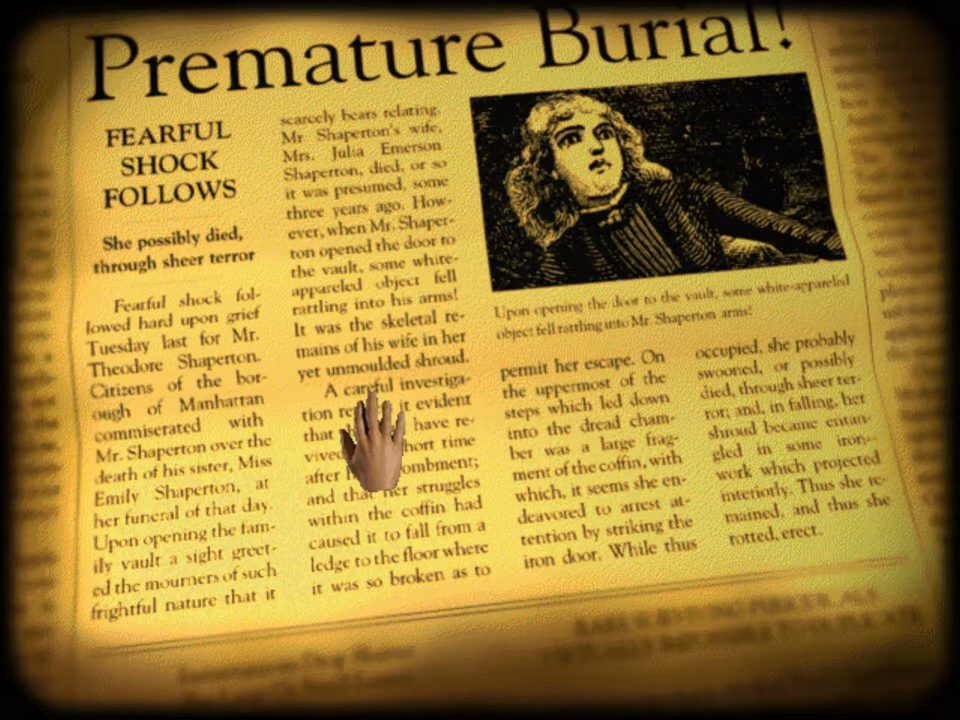 Premature Burial!
FEARFUL
SHOCK
FOLLOWS
She possibly died,
through sheer terror
Fearful shock fol-
lowed hard upon grief
Tuesday last for Mr.
Theodore Shaperton.
Citizens of the bor-
ough of Manhattan
commiserated with
Mr. Shaperton over the
death of his sister, Miss
Emily Shaperton, at
her funeral of that day.
Upon opening the fam-
ily vault a sight greet-
ed the mourners of such
frightful nature that it
scarcely bears relating.
Mr. Shaperton's wife,
Mrs. Julia Emerson
Shaperton, died, or so
it was presumed, some
three years ago. How-
ever, when Mr. Shaper-
ton opened the door to
the vault, some white-
appareled object fell
rattling into his arms!
It was the skeletal re-
mains of his wife in her
yet unmoulded shroud.
A careful investiga-
tion it evident
that have re-
vived short time
after ombment;
and that her struggles
within the coffin had
caused it to fall from a
ledge to the floor where
it was so broken as to
Upon opening the door to the vault, some white-appareled
object fell rattling into Mr. Shaperton arms!
permit her escape. On
the uppermost of the
steps which led down
into the dread cham-
ber was a large frag-
ment of the coffin, with
which, it seems she en-
deavored to arrest at-
tention by striking the
iron door. While thus
occupied, she probably
swooned, or possibly
died, through sheer ter-
ror; and, in falling, her
shroud became entan-
gled in some iron--
work which projected
interiorly. Thus she re-
mained, and thus she
rotted, erect.